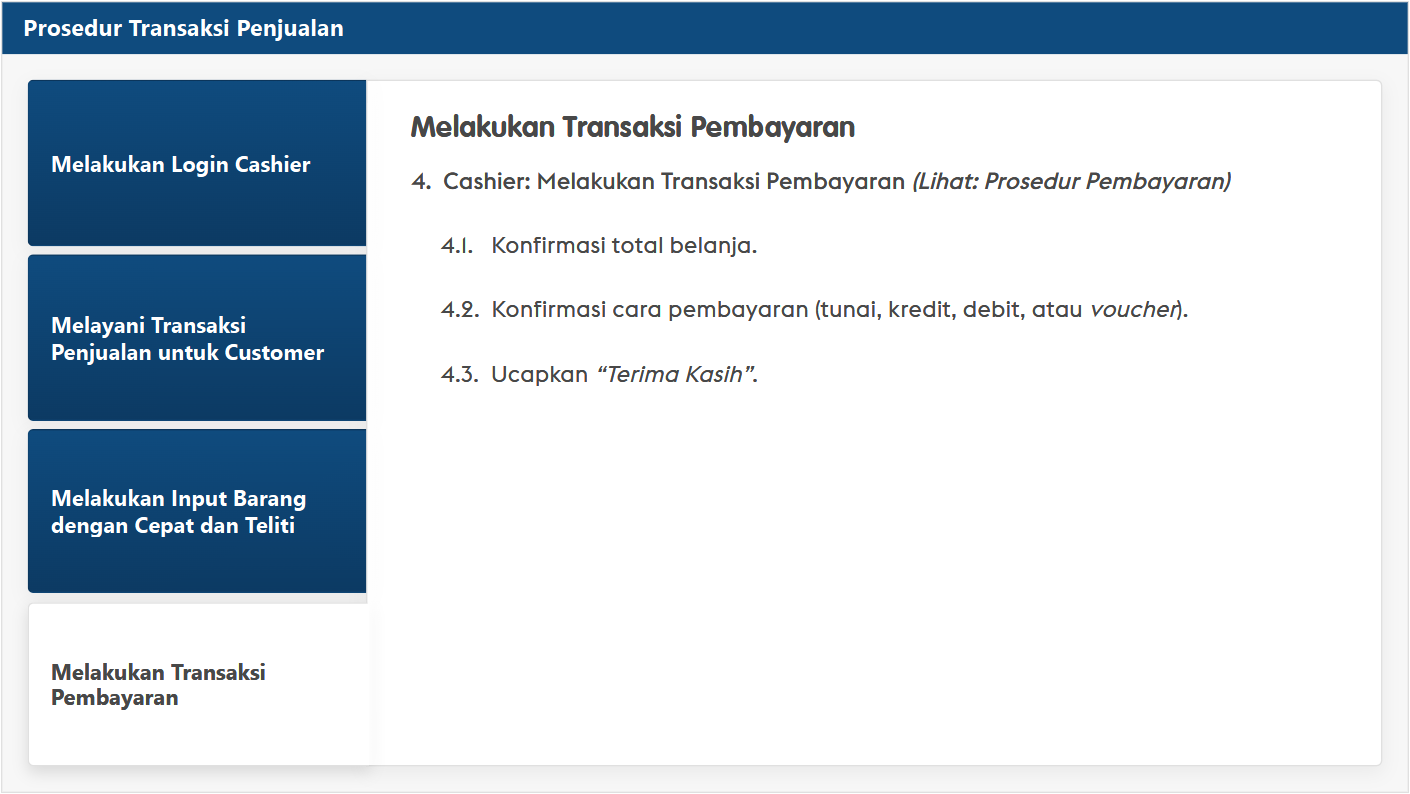 Prosedur Transaksi Penjualan
Melakukan Login Cashier
Melayani Transaksi
Penjualan untuk Customer
Melakukan Input Barang
dengan Cepat dan Teliti
Melakukan Transaksi
Pembayaran
Melakukan Transaksi Pembayaran
4. Cashier: Melakukan Transaksi Pembayaran (Lihat: Prosedur Pembayaran)
4.1. Konfirmasi total belanja.
4.2. Konfirmasi cara pembayaran (tunai, kredit, debit, atau voucher).
4.3. Ucapkan “Terima Kasih”.